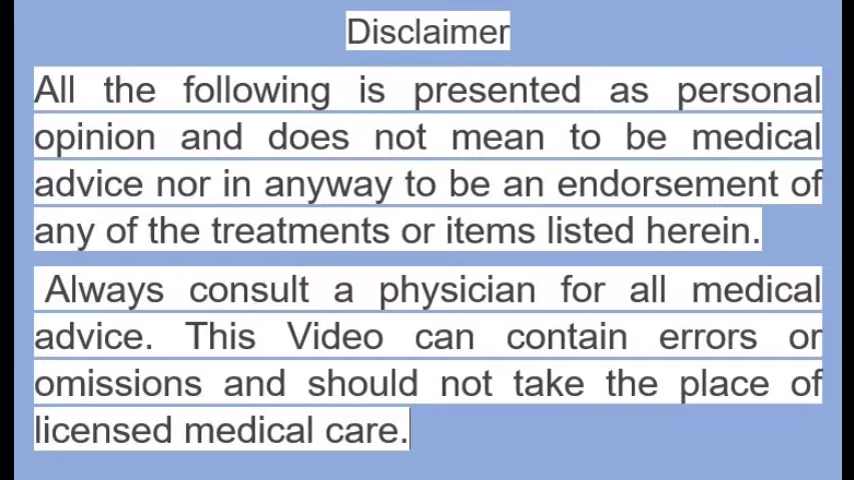 Disclaimer
All the following is presented as personal
opinion and does not mean to be medical
advice nor in anyway to be an endorsement of
any of the treatments or items listed herein.
Always consult a physician for all medical
advice. This Video can contain errors or
omissions and should not take the place of
licensed medical care.